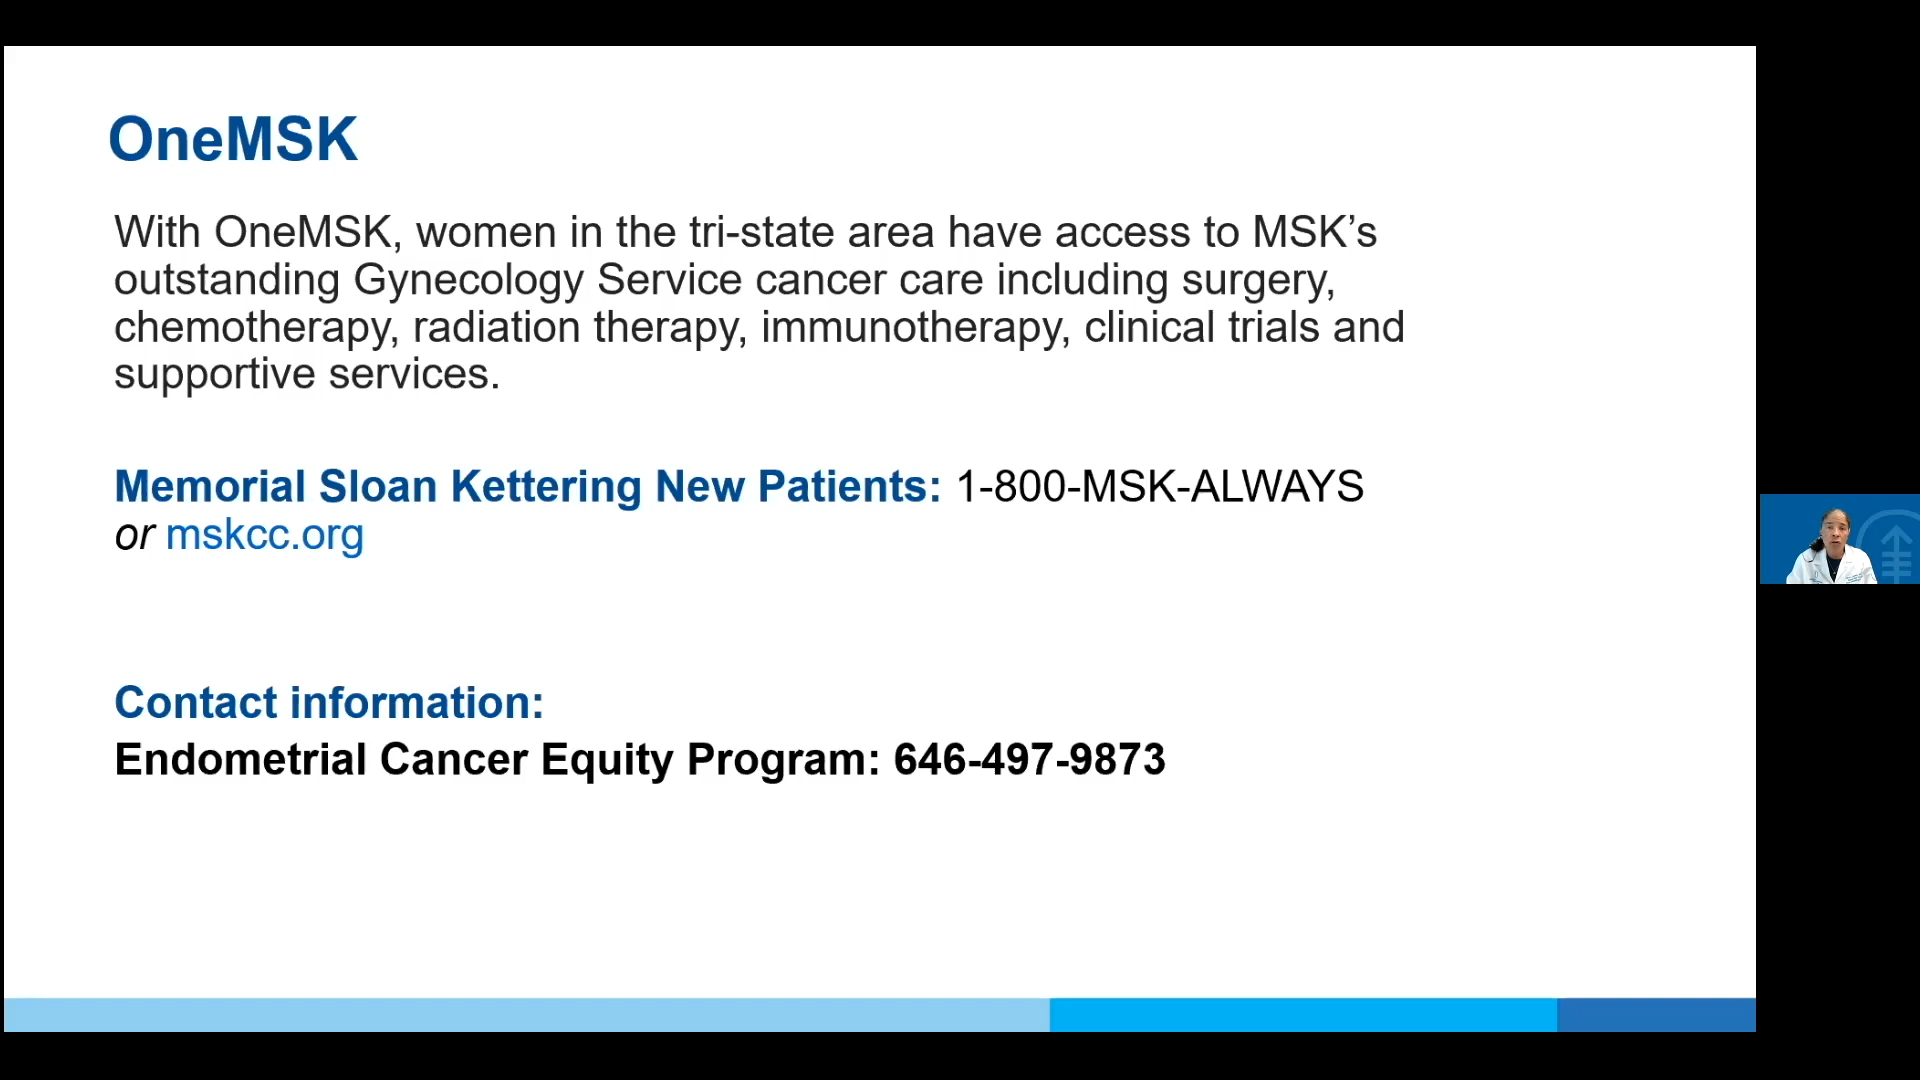 OneMSK
With OneMSK, women in the tri-state area have access to MSK’s
outstanding Gynecology Service cancer care including surgery,
chemotherapy, radiation therapy, immunotherapy, clinical trials and
supportive services.
Memorial Sloan Kettering New Patients: 1-800-MSK-ALWAYS
or mskcc.org
Contact information:
Endometrial Cancer Equity Program: 646-497-9873